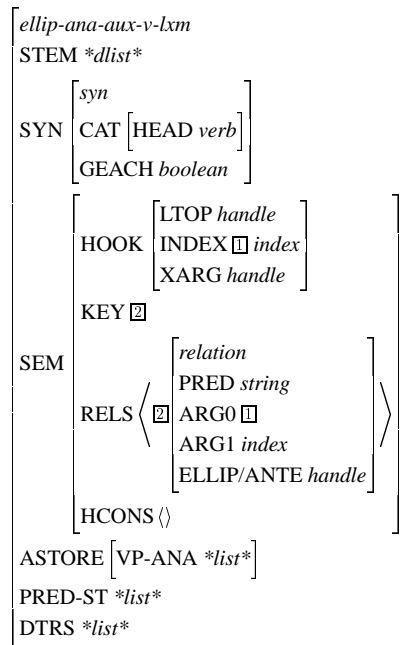 ellip-ana-aux-v-lxm
STEM *dlist*
syn
SYN CAT [HEAD verb]
GEACH boolean
LTOP handle
HOOK INDEX 1 index
XARG handle
KEY 2
relation
PRED string
SEM RELS ⟨ 2 ARG0 1 ⟩
ARG1 index
ELLIP/ANTE handle
HCONS ⟨⟩
ASTORE [VP-ANA *list*]
PRED-ST *list*
DTRS *list*